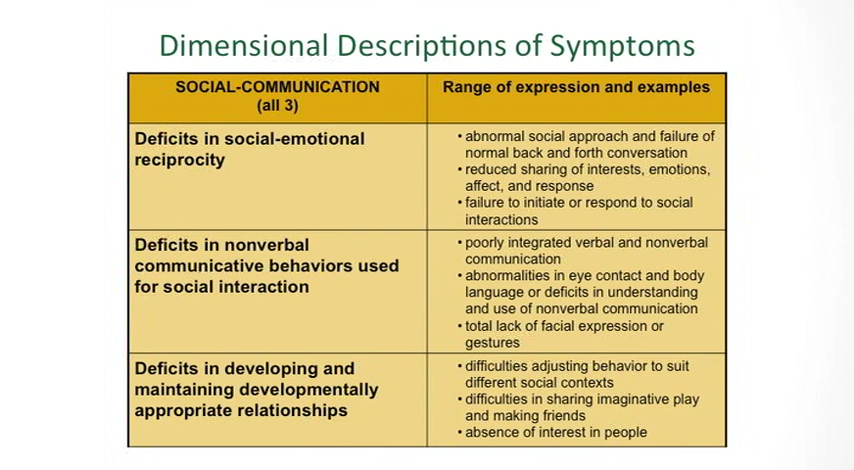 Dimensional Descriptions of Symptoms
SOCIAL-COMMUNICATION
(all 3)
Range of expression and examples
Deficits in social-emotional
reciprocity
• abnormal social approach and failure of
normal back and forth conversation
• reduced sharing of interests, emotions,
affect, and response
• failure to initiate or respond to social
interactions
Deficits in nonverbal
communicative behaviors used
for social interaction
• poorly integrated verbal and nonverbal
communication
• abnormalities in eye contact and body
language or deficits in understanding
and use of nonverbal communication
• total lack of facial expression or
gestures
Deficits in developing and
maintaining developmentally
appropriate relationships
• difficulties adjusting behavior to suit
different social contexts
• difficulties in sharing imaginative play
and making friends
• absence of interest in people